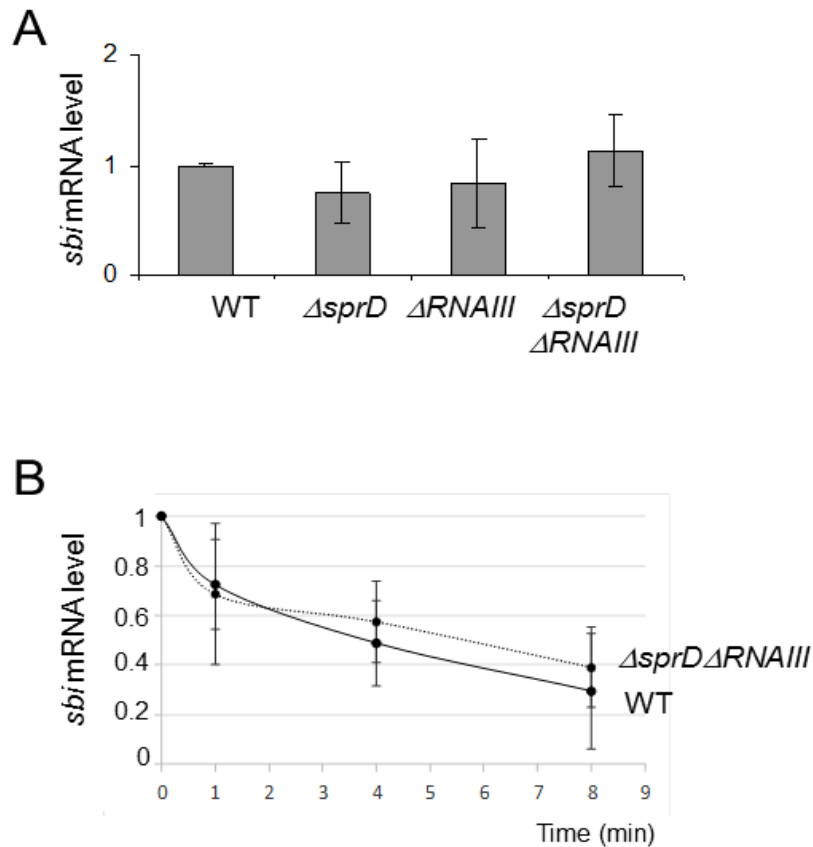 A
2
1
0
sbi mRNA level
WT ΔsprD ΔRNAIII ΔsprD
ΔRNAIII
B
1
0.8
0.6
0.4
0.2
0
sbi mRNA level
ΔsprDΔRNAIII
WT
0 1 2 3 4 5 6 7 8 9
Time (min)